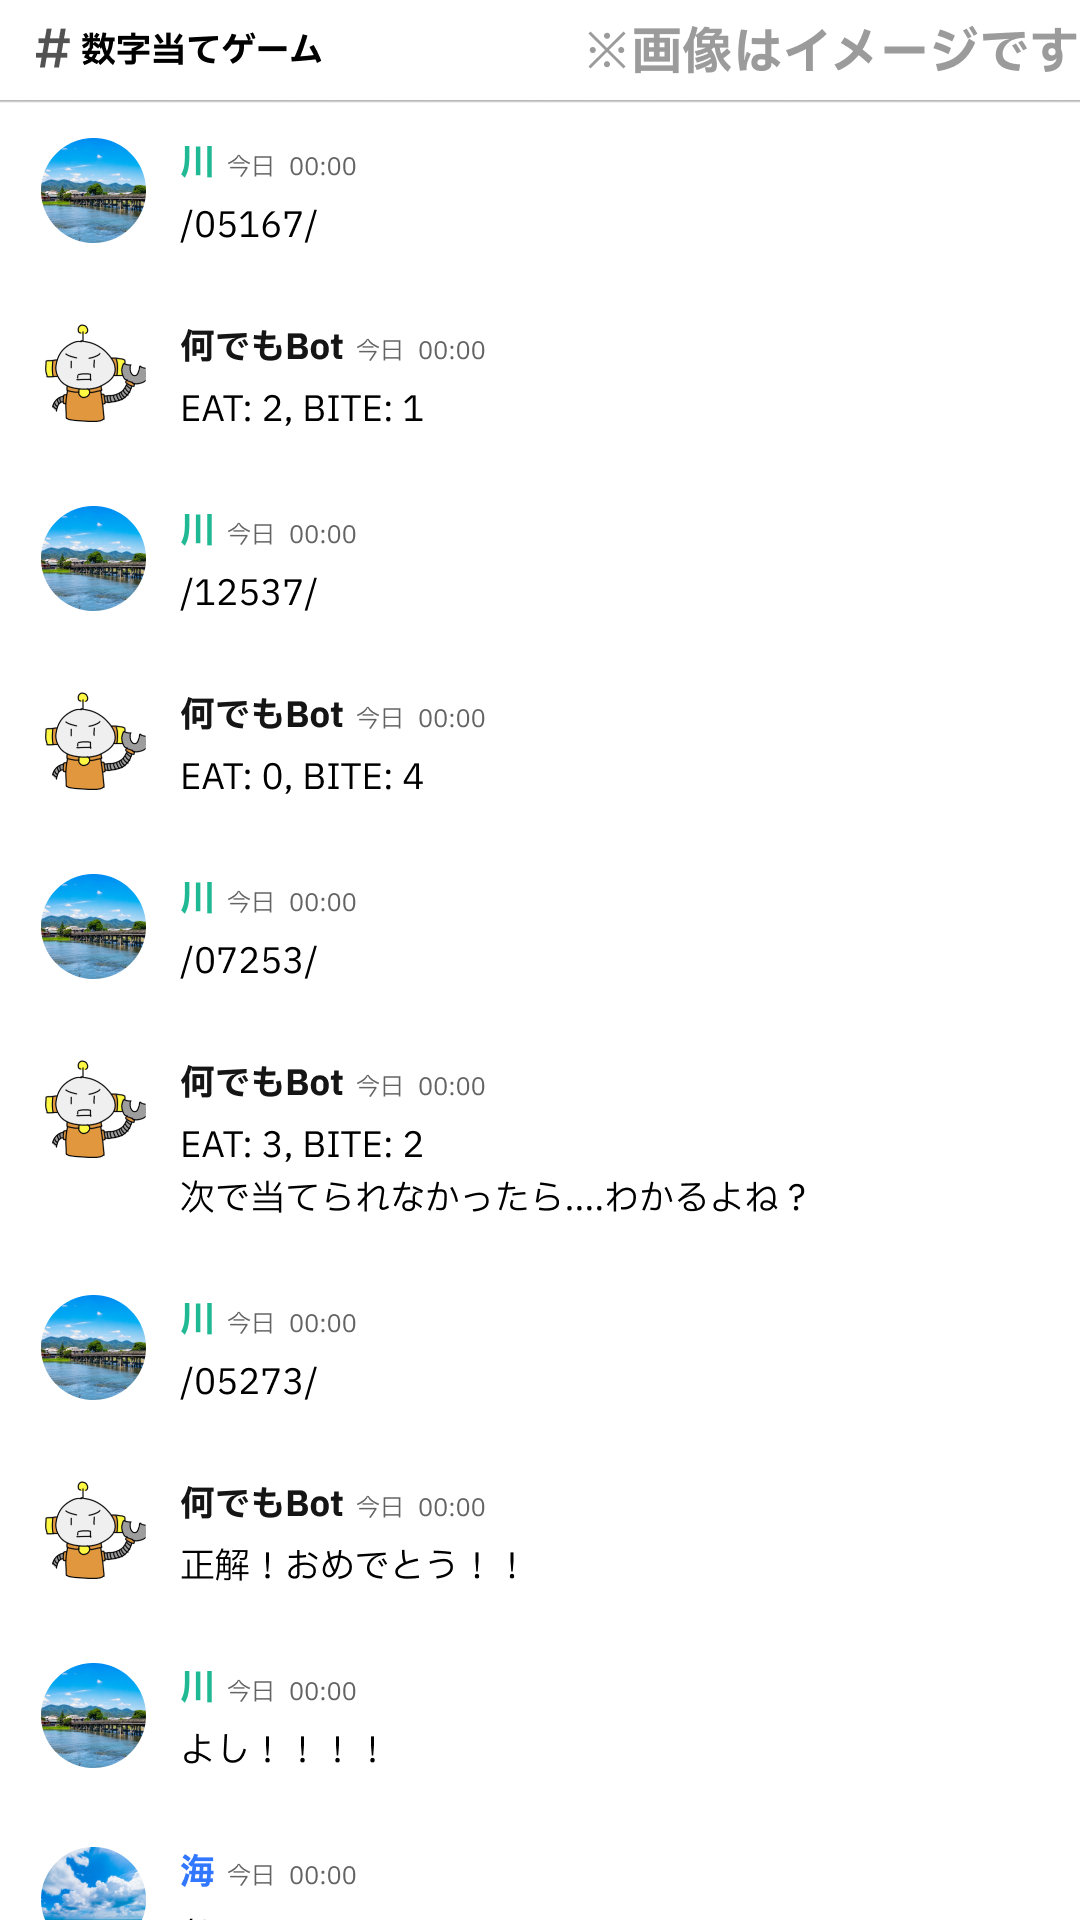 # 数字当てゲーム ※画像はイメージです
川 今日 00:00
/05167/
何でもBot 今日 00:00
EAT: 2, BITE: 1
川 今日 00:00
/12537/
何でもBot 今日 00:00
EAT: 0, BITE: 4
川 今日 00:00
/07253/
何でもBot 今日 00:00
EAT: 3, BITE: 2
次で当てられなかったら....わかるよね？
川 今日 00:00
/05273/
何でもBot 今日 00:00
正解！おめでとう！！
川 今日 00:00
よし！！！！
海 今日 00:00